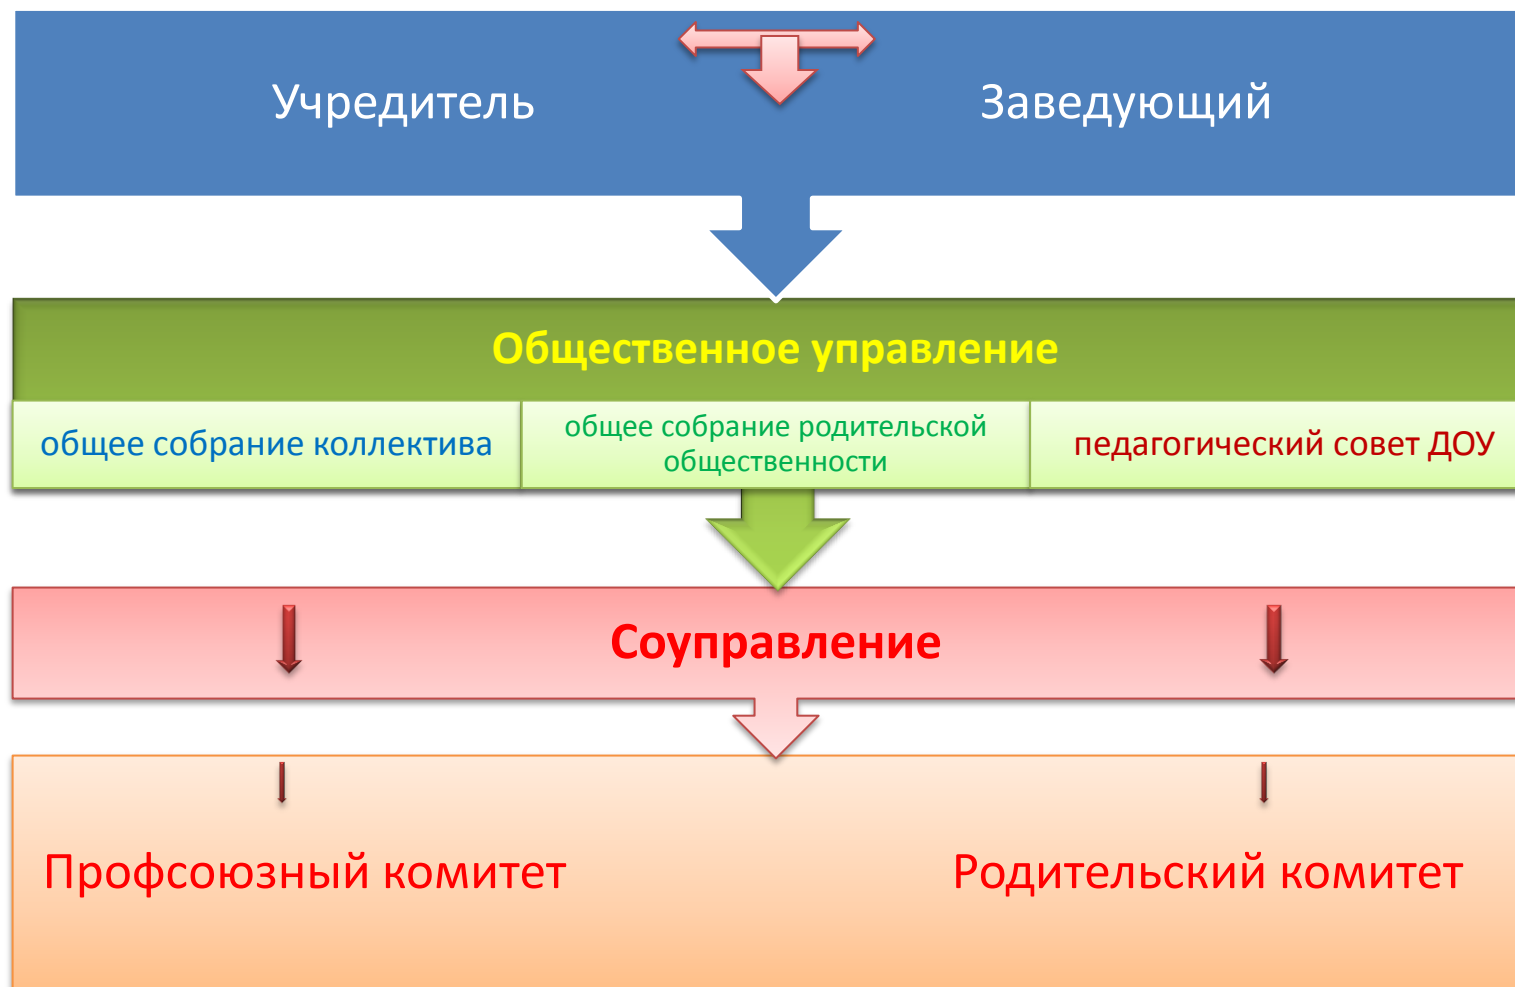 Учредитель Заведующий
Общественное управление
общее собрание коллектива
общее собрание родительской
общественности
педагогический совет ДОУ
Соуправление
Профсоюзный комитет Родительский комитет